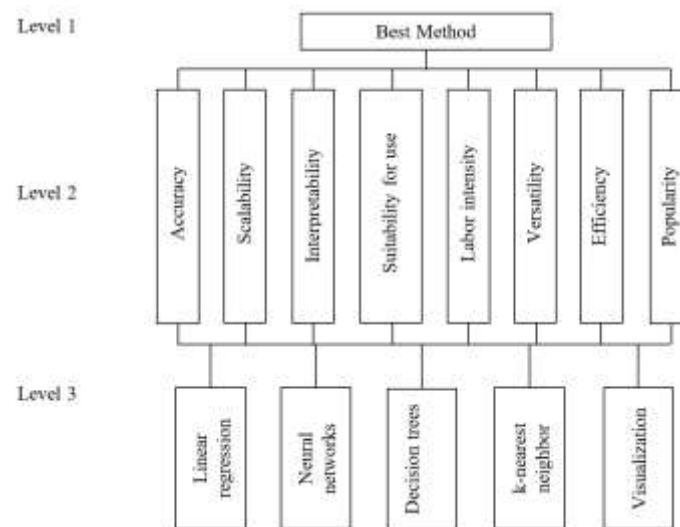 Level 1
Best Method
Level 2
Accuracy
Scalability
Interpretability
Suitability for use
Labor intensity
Versatility
Efficiency
Popularity
Level 3
Linear
regression
Neural
networks
Decision trees
k-nearest
neighbor
Visualization